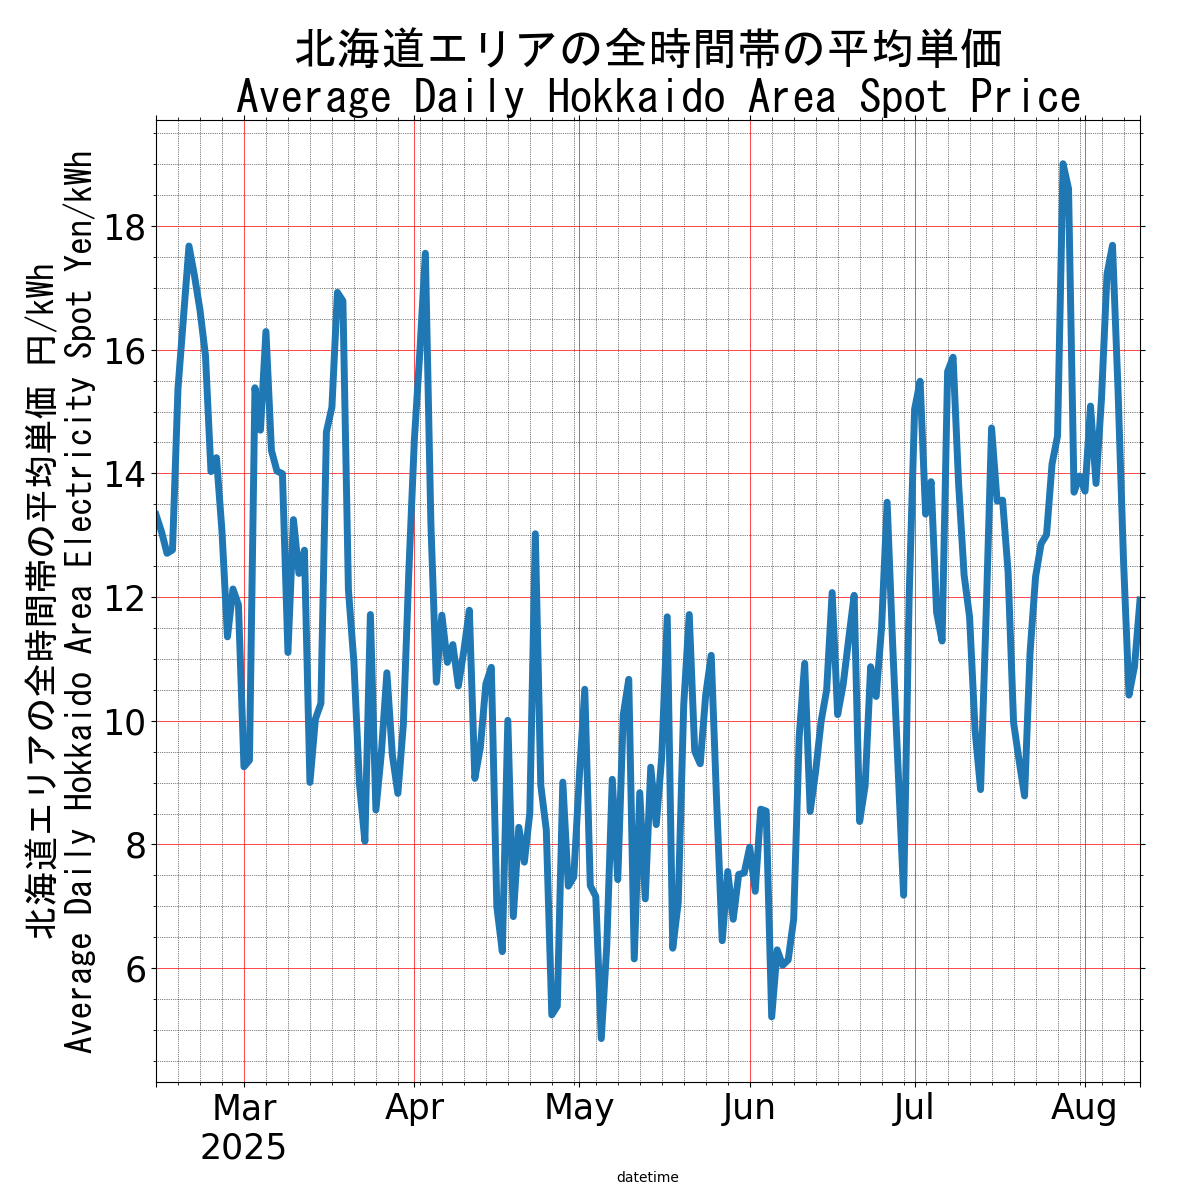 北海道エリアの全時間帯の平均単価
Average Daily Hokkaido Area Spot Price
北海道エリアの全時間帯の平均単価 円/kWh
Average Daily Hokkaido Area Electricity Spot Yen/kWh
18
16
14
12
10
8
6
Mar
2025
Apr
May
Jun
Jul
Aug
datetime